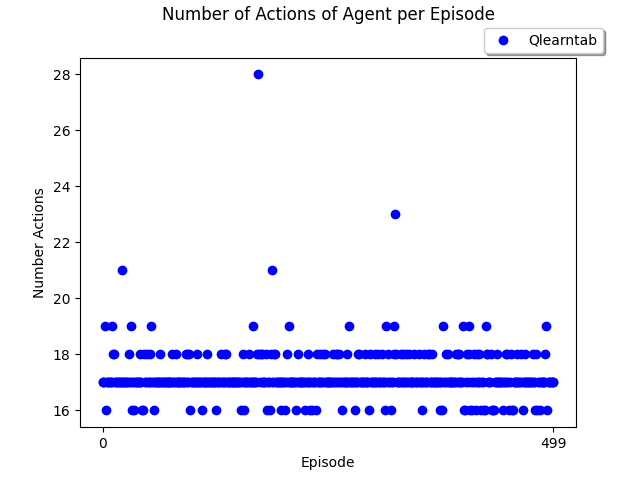 Number of Actions of Agent per Episode
Qlearntab
28
26
24
22
20
18
16
Number Actions
0
499
Episode